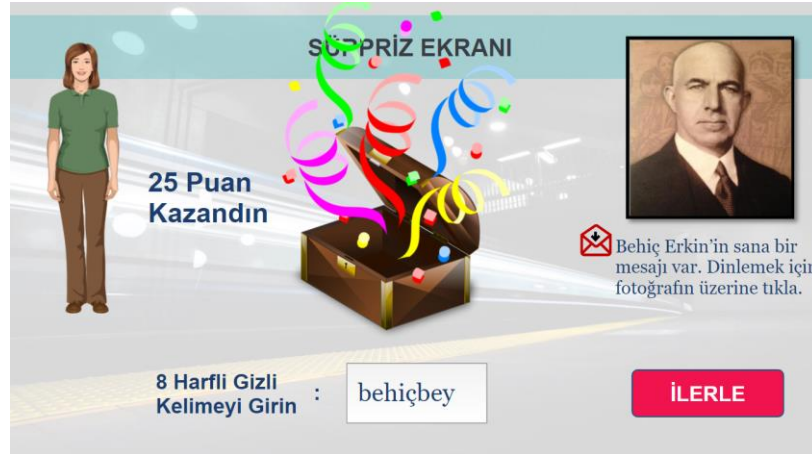 SÜRPRİZ EKRANI
25 Puan
Kazandın
Behiç Erkin'in sana bir
mesajı var. Dinlemek için
fotoğrafın üzerine tıkla.
8 Harfli Gizli
Kelimeyi Girin :
behiçbey
İLERLE